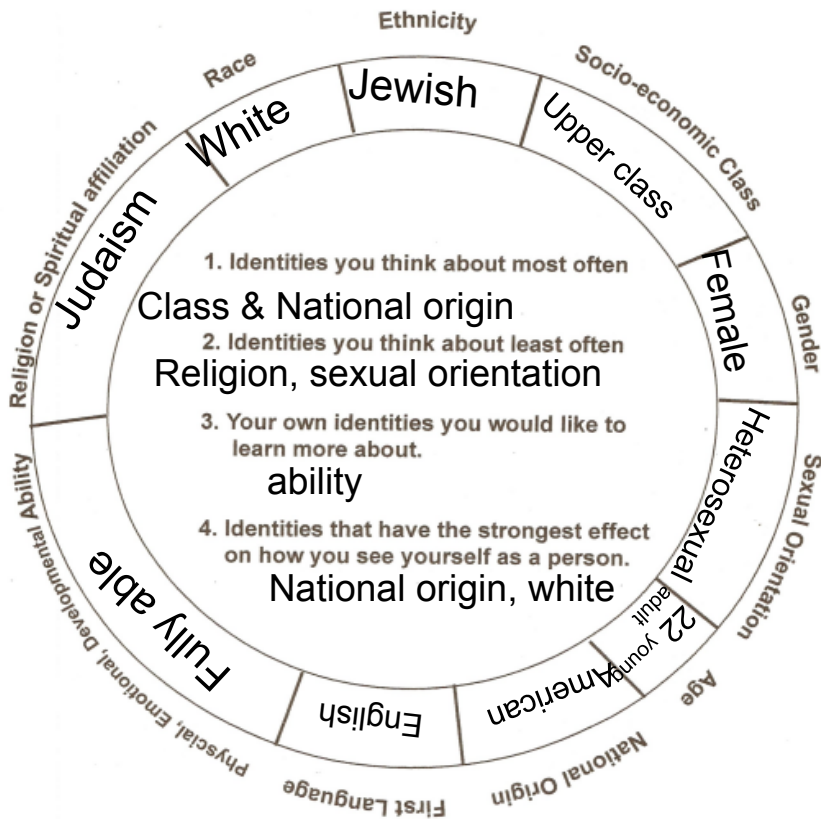 Ethnicity
Jewish
Socio-economic Class
Upper class
Gender
Female
Sexual Orientation
Heterosexual
Age
22 young
adult
National Origin
American
First Language
English
Physcial, Emotional, Developmental Ability
Fully able
Religion or Spiritual affiliation
Judaism
Race
White
1. Identities you think about most often
Class & National origin
2. Identities you think about least often
Religion, sexual orientation
3. Your own identities you would like to
learn more about.
ability
4. Identities that have the strongest effect
on how you see yourself as a person.
National origin, white